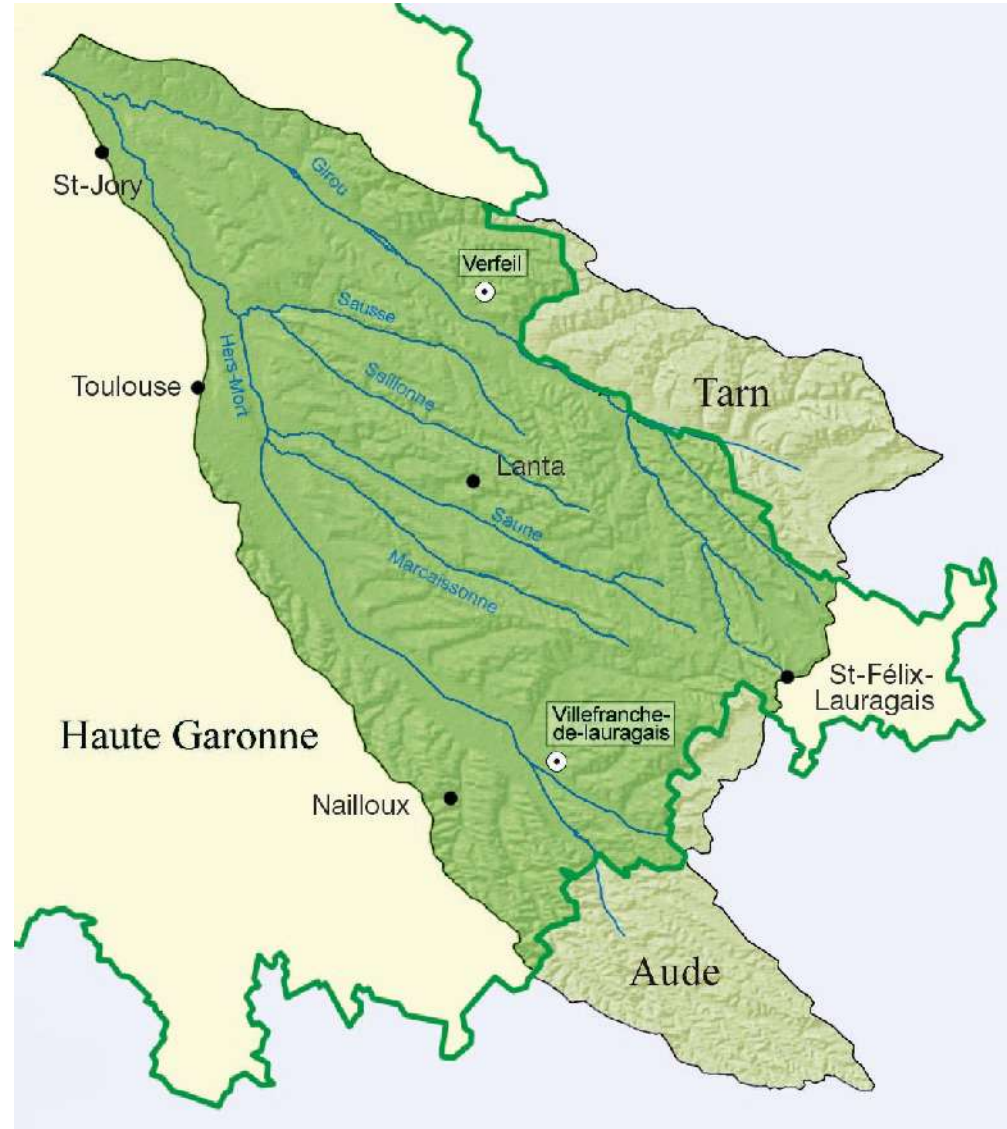 Girou
St-Jory
Verfeil
Sausse
Hers-Mort
Seillonne
Toulouse
Tarn
Lanta
Saune
Marcaissonne
St-Félix-
Lauragais
Villefranche-
de-lauragais
Haute Garonne
Nailloux
Aude